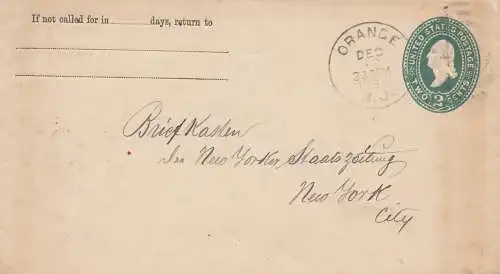 If not called for in days, return to
ORANGE
DEC
N.J.
UNITED STATES POSTAGE
2
TWO CENTS
Briefkasten
der New Yorker Staatszeitung
New York
City